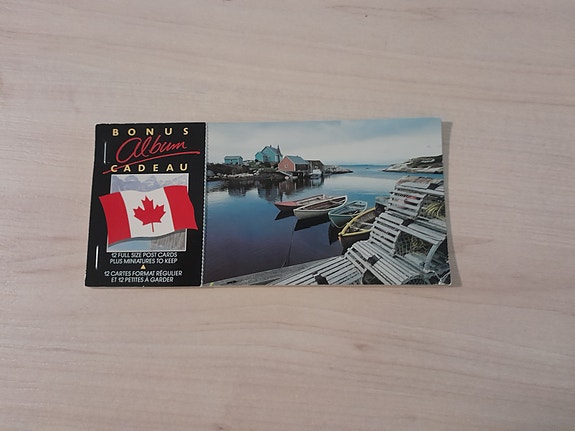 BONUS
Album
CADEAU
12 FULL SIZE POST CARDS
PLUS MINIATURES TO KEEP
12 CARTES FORMAT RÉGULIER
ET 12 PETITES A GARDER